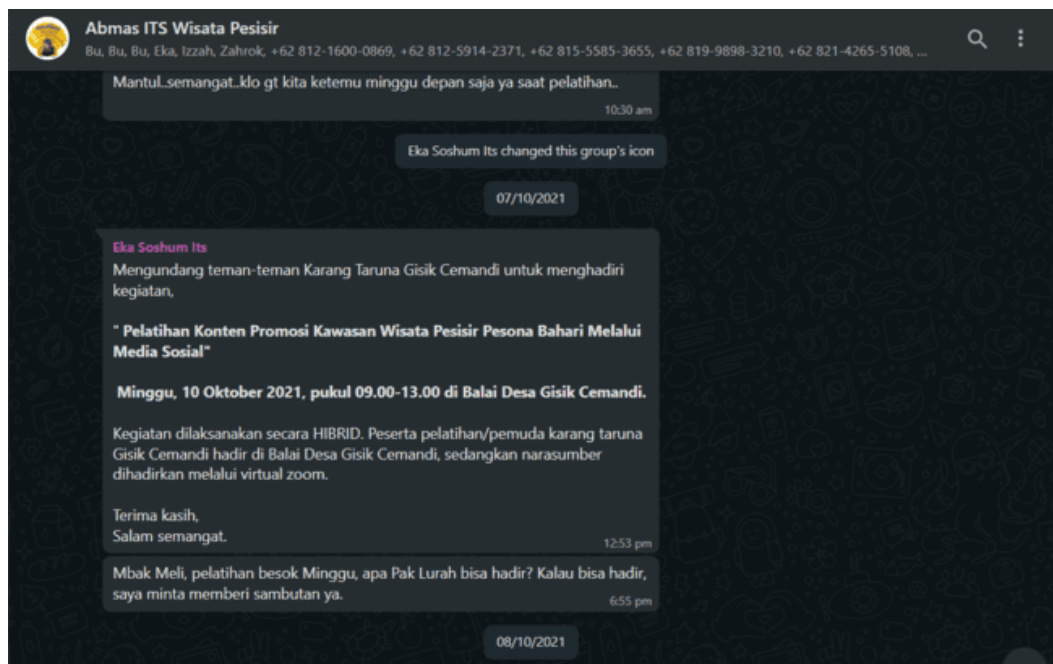 Abmas ITS Wisata Pesisir
Bu, Bu, Bu, Eka, Izzah, Zahrok, +62 812-1600-0869, +62 812-5914-2371, +62 815-5585-3655, +62 819-9898-3210, +62 821-4265-5108, ...
Mantul..semangat..klo gt kita ketemu minggu depan saja ya saat pelatihan..
10:30 am
Eka Soshum Its changed this group's icon
07/10/2021
Eka Soshum Its
Mengundang teman-teman Karang Taruna Gisik Cemandi untuk menghadiri
kegiatan,
" Pelatihan Konten Promosi Kawasan Wisata Pesisir Pesona Bahari Melalui
Media Sosial"
Minggu, 10 Oktober 2021, pukul 09.00-13.00 di Balai Desa Gisik Cemandi.
Kegiatan dilaksanakan secara HIBRID. Peserta pelatihan/pemuda karang taruna
Gisik Cemandi hadir di Balai Desa Gisik Cemandi, sedangkan narasumber
dihadirkan melalui virtual zoom.
Terima kasih,
Salam semangat.
12:53 pm
Mbak Meli, pelatihan besok Minggu, apa Pak Lurah bisa hadir? Kalau bisa hadir,
saya minta memberi sambutan ya.
6:55 pm
08/10/2021